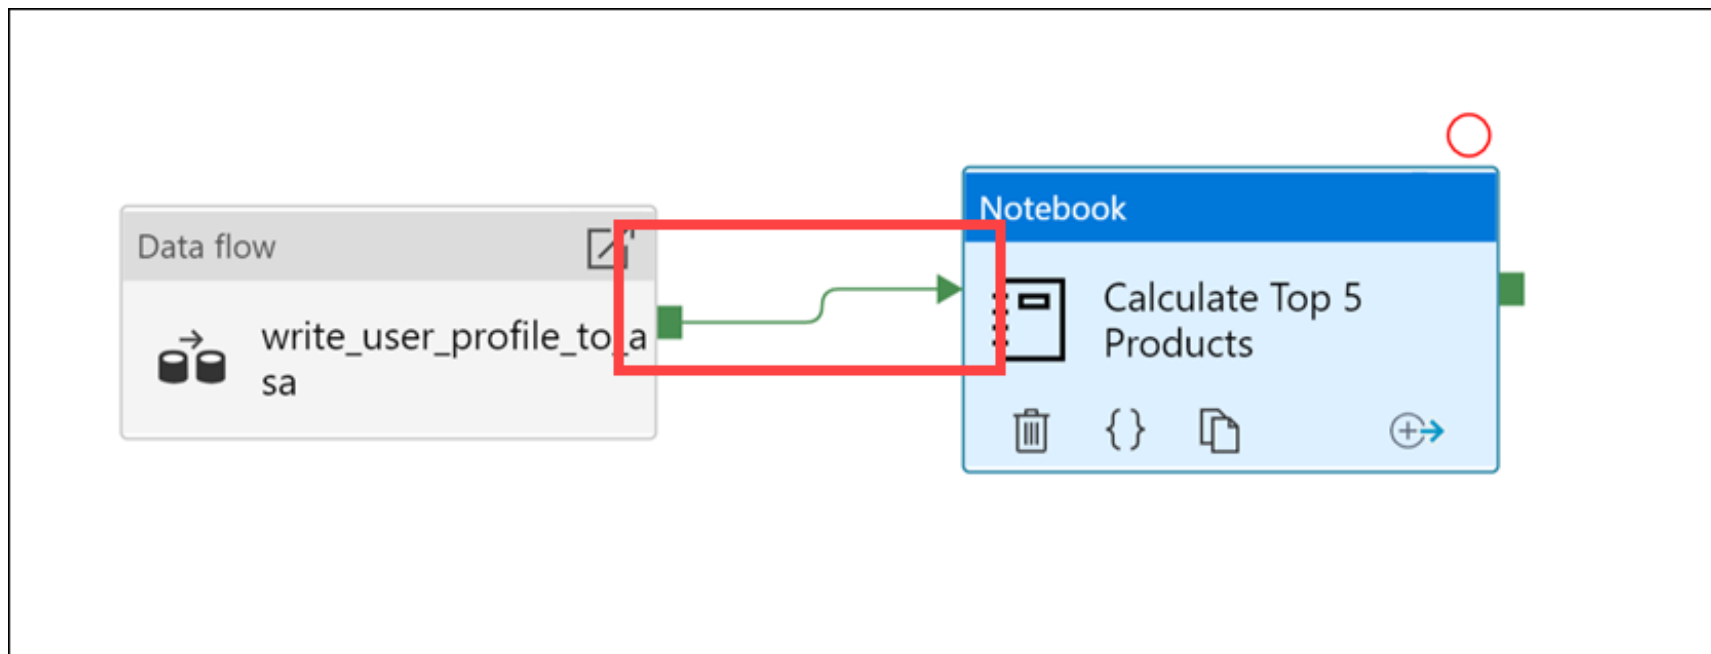 Data flow
write_user_profile_to_a
sa
Notebook
Calculate Top 5
Products